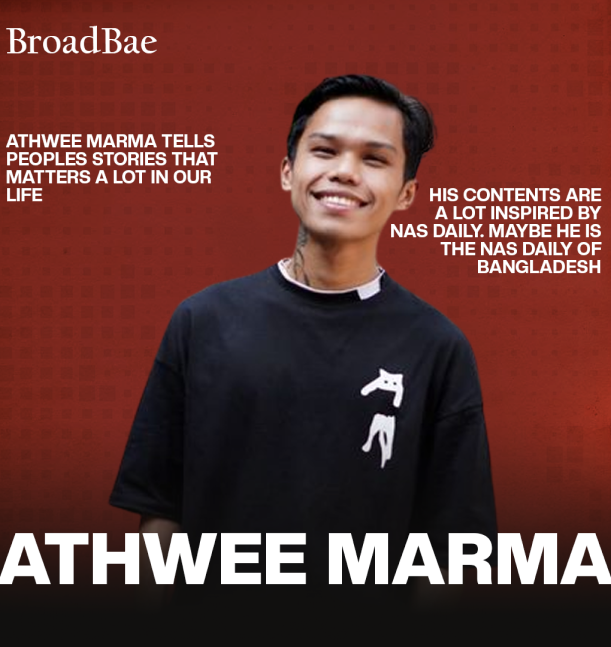 BroadBae
ATHWEE MARMA TELLS
PEOPLES STORIES THAT
MATTERS A LOT IN OUR
LIFE
HIS CONTENTS ARE
A LOT INSPIRED BY
NAS DAILY. MAYBE HE IS
THE NAS DAILY OF
BANGLADESH
ATHWEE MARMA